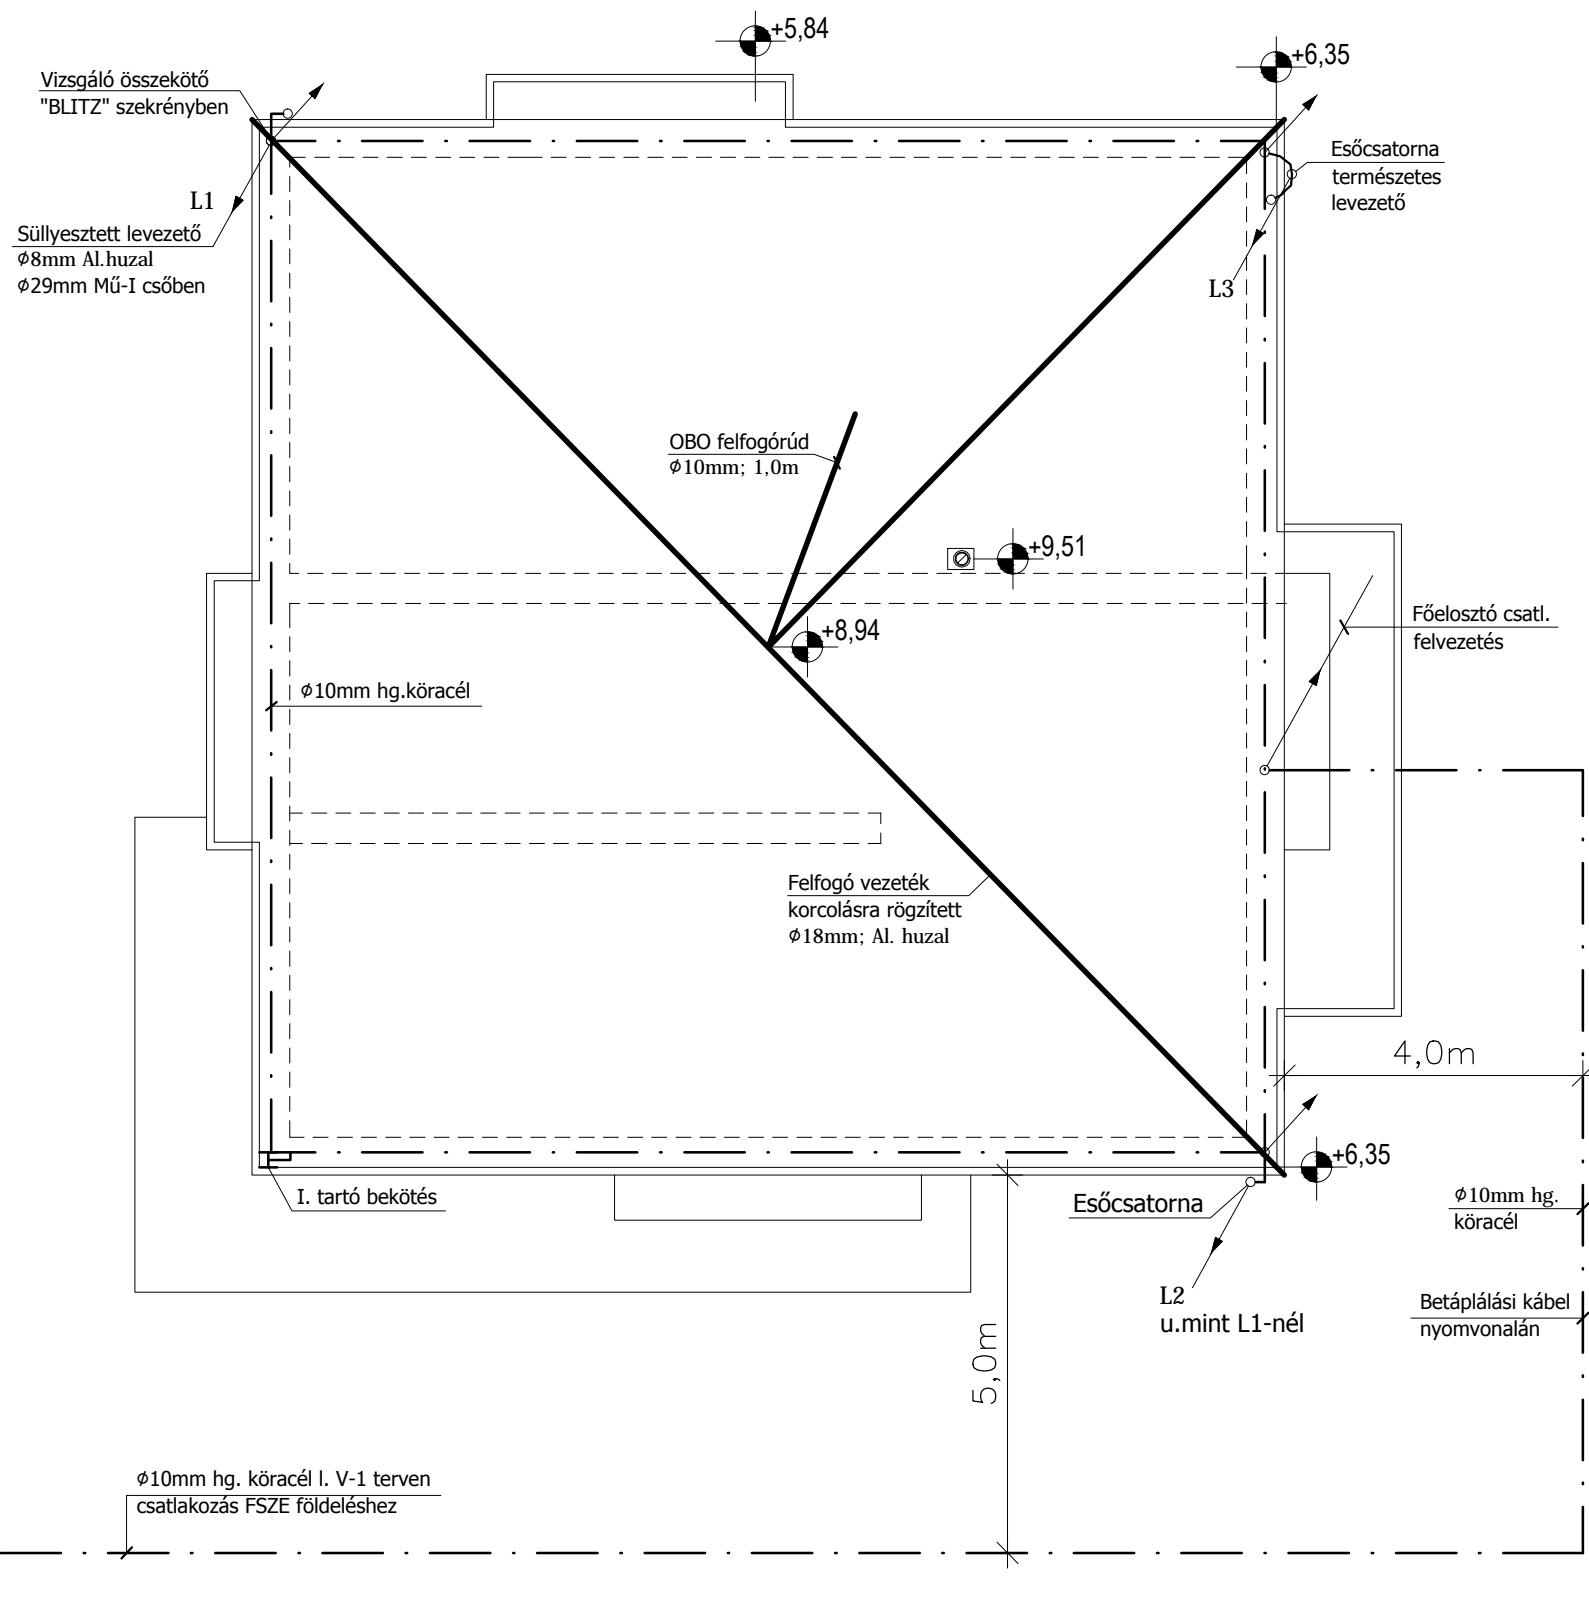 +5,84
+6,35
Vizsgáló összekötő
"BLITZ" szekrényben
Esőcsatorna
természetes
levezető
L1
Süllyesztett levezető
ϕ8mm Al.huzal
ϕ29mm Mű-I csőben
L3
OBO felfogórúd
ϕ10mm; 1,0m
+9,51
+8,94
Főelosztó csatl.
felvezetés
ϕ10mm hg.köracél
Felfogó vezeték
korcolásra rögzített
ϕ18mm; Al. huzal
4,0m
+6,35
I. tartó bekötés
Esőcsatorna
ϕ10mm hg.
köracél
L2
u.mint L1-nél
Betáplálási kábel
nyomvonalán
5,0m
ϕ10mm hg. köracél l. V-1 terven
csatlakozás FSZE földeléshez